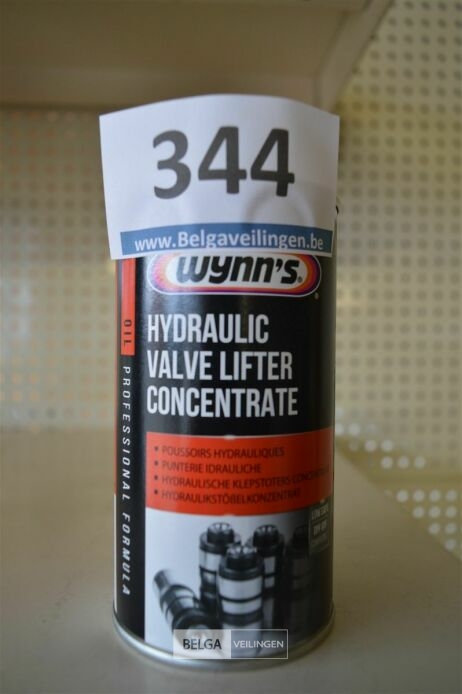 344
www.Belgaveilingen.be
Wynn's®
HYDRAULIC
VALVE LIFTER
CONCENTRATE
OIL PROFESSIONAL FORMULA
▪ POUSSOIRS HYDRAULIQUES
▪ PUNTERIE IDRAULICHE
▪ HYDRAULISCHE KLEPSTOTERS
▪ HYDRAULIKSTÖßELKONZENTRAT
BELGA VEILINGEN